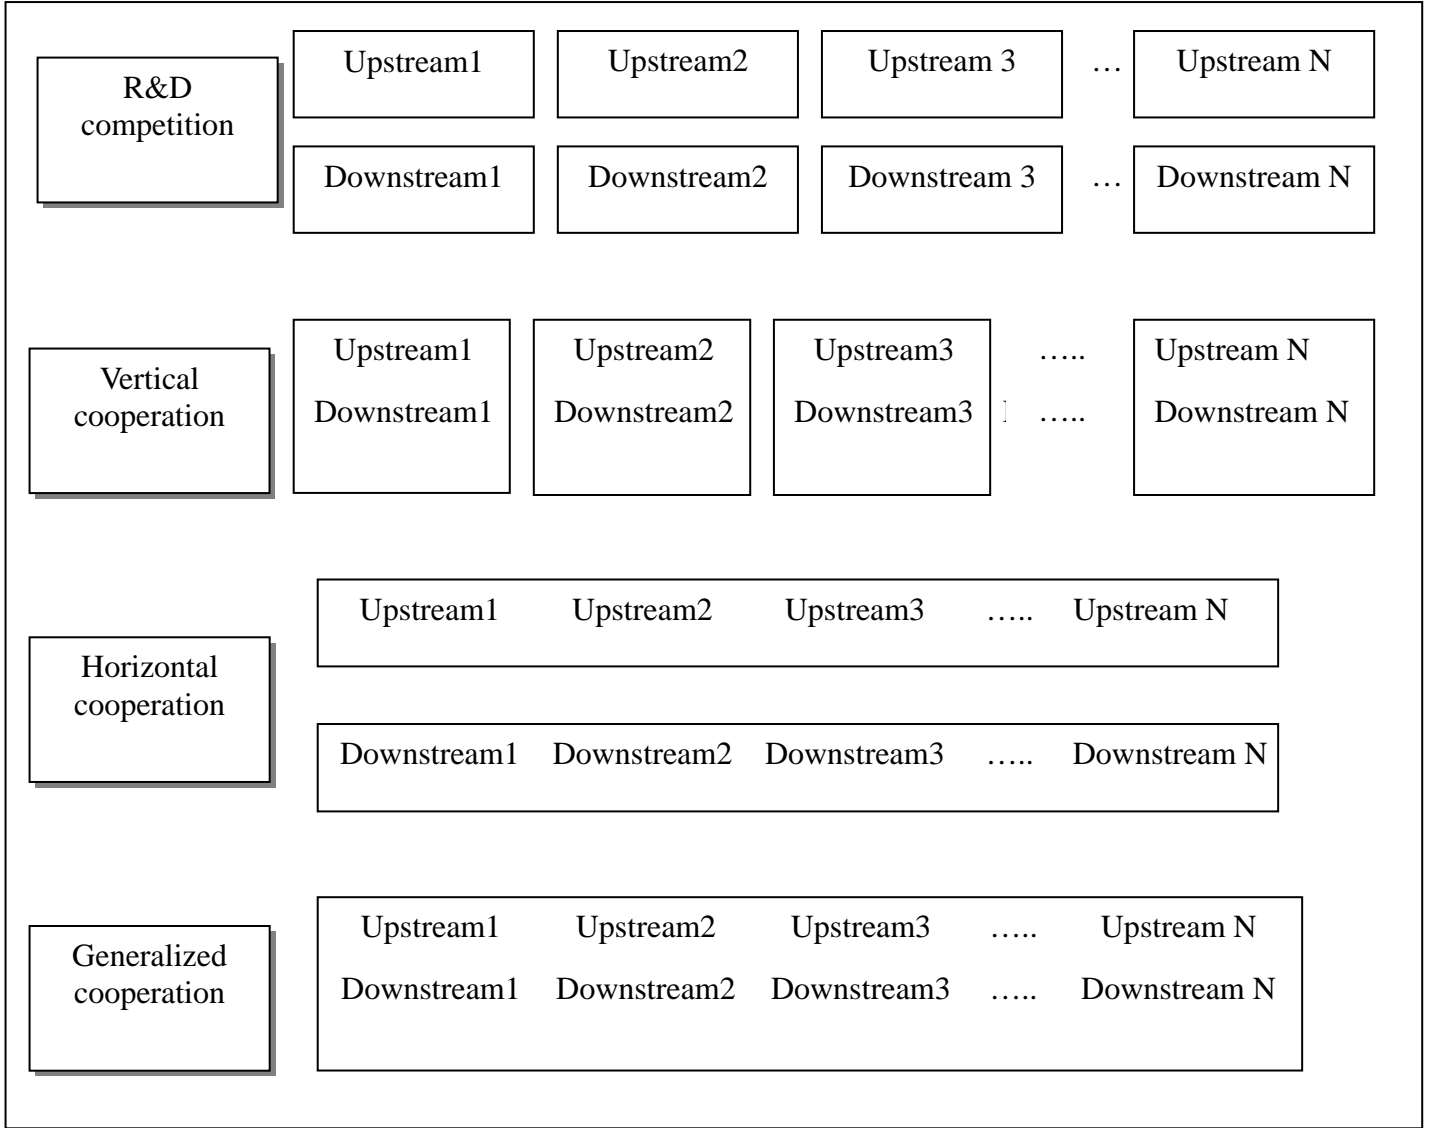 R&D
competition
Upstream1 Upstream2 Upstream 3 … Upstream N
Downstream1 Downstream2 Downstream 3 … Downstream N
Vertical
cooperation
Upstream1 Upstream2 Upstream3 ….. Upstream N
Downstream1 Downstream2 Downstream3 ….. Downstream N
Horizontal
cooperation
Upstream1 Upstream2 Upstream3 ….. Upstream N
Downstream1 Downstream2 Downstream3 ….. Downstream N
Generalized
cooperation
Upstream1 Upstream2 Upstream3 ….. Upstream N
Downstream1 Downstream2 Downstream3 ….. Downstream N